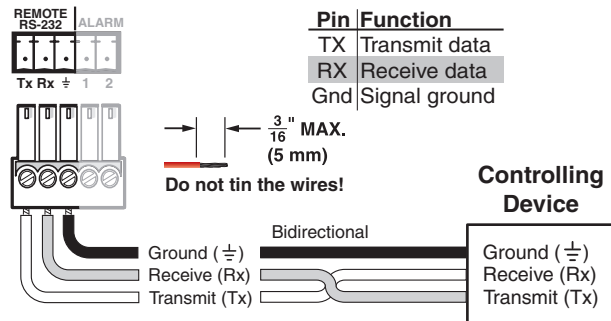 REMOTE
RS-232
ALARM
Tx Rx ⏚ 1 2
Pin Function
TX Transmit data
RX Receive data
Gnd Signal ground
3/16" MAX.
(5 mm)
Do not tin the wires!
Controlling
Device
Bidirectional
Ground (⏚)
Receive (Rx)
Transmit (Tx)
Ground (⏚)
Receive (Rx)
Transmit (Tx)